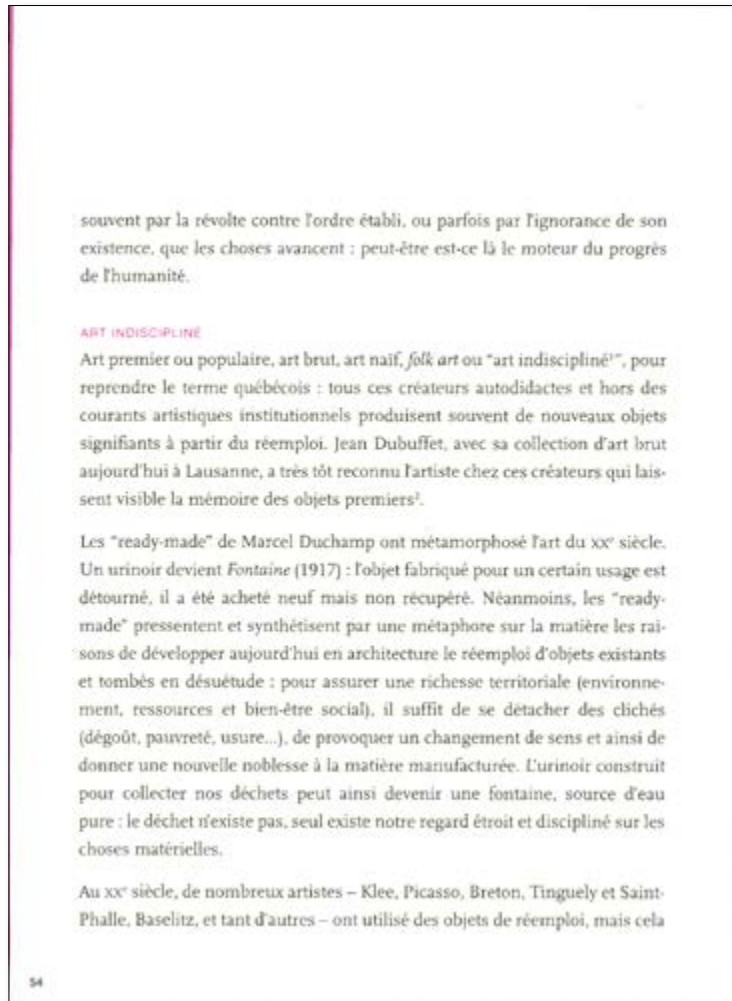 souvent par la révolte contre l'ordre établi, ou parfois par l'ignorance de son
existence, que les choses avancent : peut-être est-ce là le moteur du progrès
de l'humanité.
ART INDISCIPLINÉ
Art premier ou populaire, art brut, art naïf, folk art ou "art indiscipliné¹", pour
reprendre le terme québécois : tous ces créateurs autodidactes et hors des
courants artistiques institutionnels produisent souvent de nouveaux objets
signifiants à partir du réemploi. Jean Dubuffet, avec sa collection d'art brut
aujourd'hui à Lausanne, a très tôt reconnu l'artiste chez ces créateurs qui lais-
sent visible la mémoire des objets premiers².
Les "ready-made" de Marcel Duchamp ont métamorphosé l'art du XXᵉ siècle.
Un urinoir devient Fontaine (1917) : l'objet fabriqué pour un certain usage est
détourné, il a été acheté neuf mais non récupéré. Néanmoins, les "ready-
made" pressentent et synthétisent par une métaphore sur la matière les rai-
sons de développer aujourd'hui en architecture le réemploi d'objets existants
et tombés en désuétude : pour assurer une richesse territoriale (environne-
ment, ressources et bien-être social), il suffit de se détacher des clichés
(dégoût, pauvreté, usure...), de provoquer un changement de sens et ainsi de
donner une nouvelle noblesse à la matière manufacturée. L'urinoir construit
pour collecter nos déchets peut ainsi devenir une fontaine, source d'eau
pure : le déchet n'existe pas, seul existe notre regard étroit et discipliné sur les
choses matérielles.
Au XXᵉ siècle, de nombreux artistes – Klee, Picasso, Breton, Tinguely et Saint-
Phalle, Baselitz, et tant d'autres – ont utilisé des objets de réemploi, mais cela
54